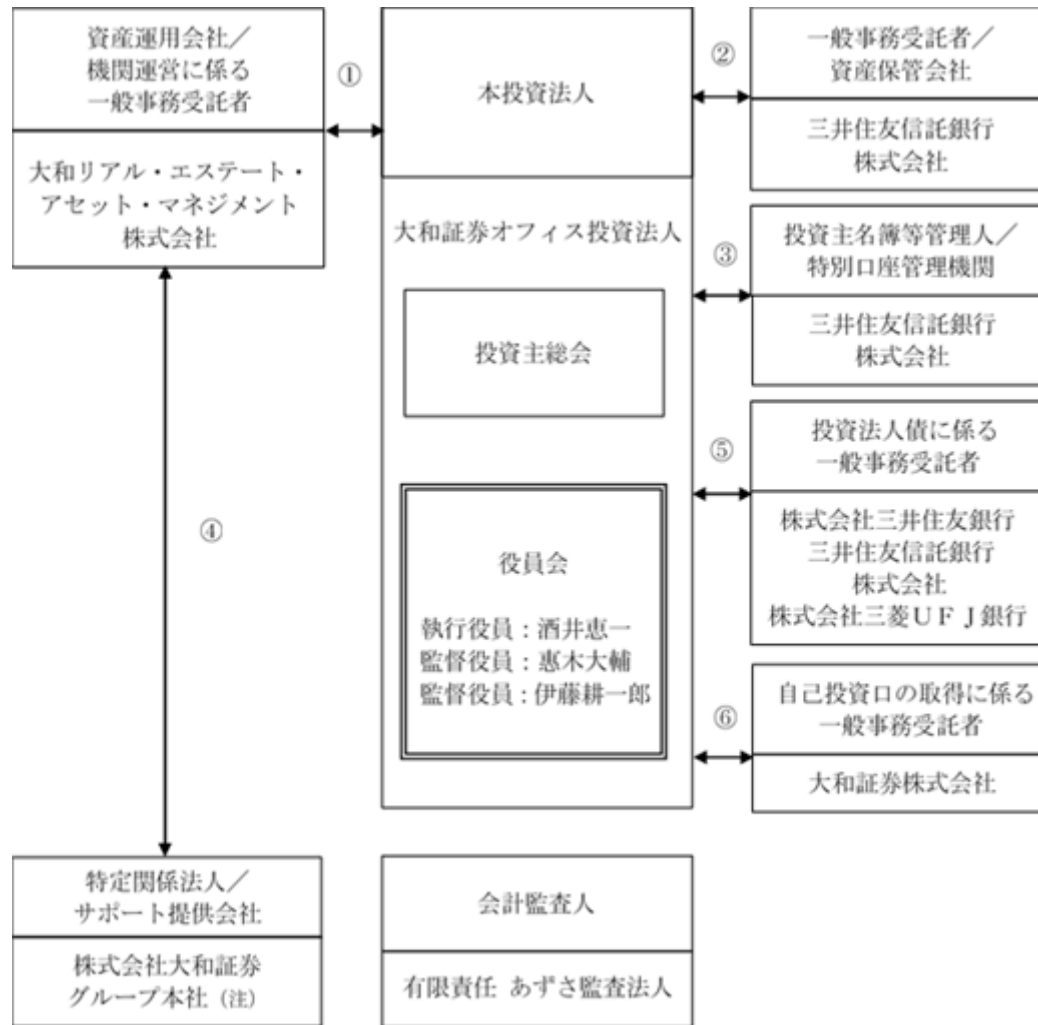 資産運用会社／
機関運営に係る
一般事務受託者
大和リアル・エステート・
アセット・マネジメント
株式会社
①
本投資法人
大和証券オフィス投資法人
投資主総会
役員会
執行役員：酒井恵一
監督役員：惠木大輔
監督役員：伊藤耕一郎
②
一般事務受託者／
資産保管会社
三井住友信託銀行
株式会社
③
投資主名簿等管理人／
特別口座管理機関
三井住友信託銀行
株式会社
⑤
投資法人債に係る
一般事務受託者
株式会社三井住友銀行
三井住友信託銀行
株式会社
株式会社三菱ＵＦＪ銀行
⑥
自己投資口の取得に係る
一般事務受託者
大和証券株式会社
④
特定関係法人／
サポート提供会社
株式会社大和証券
グループ本社（注）
会計監査人
有限責任 あずさ監査法人